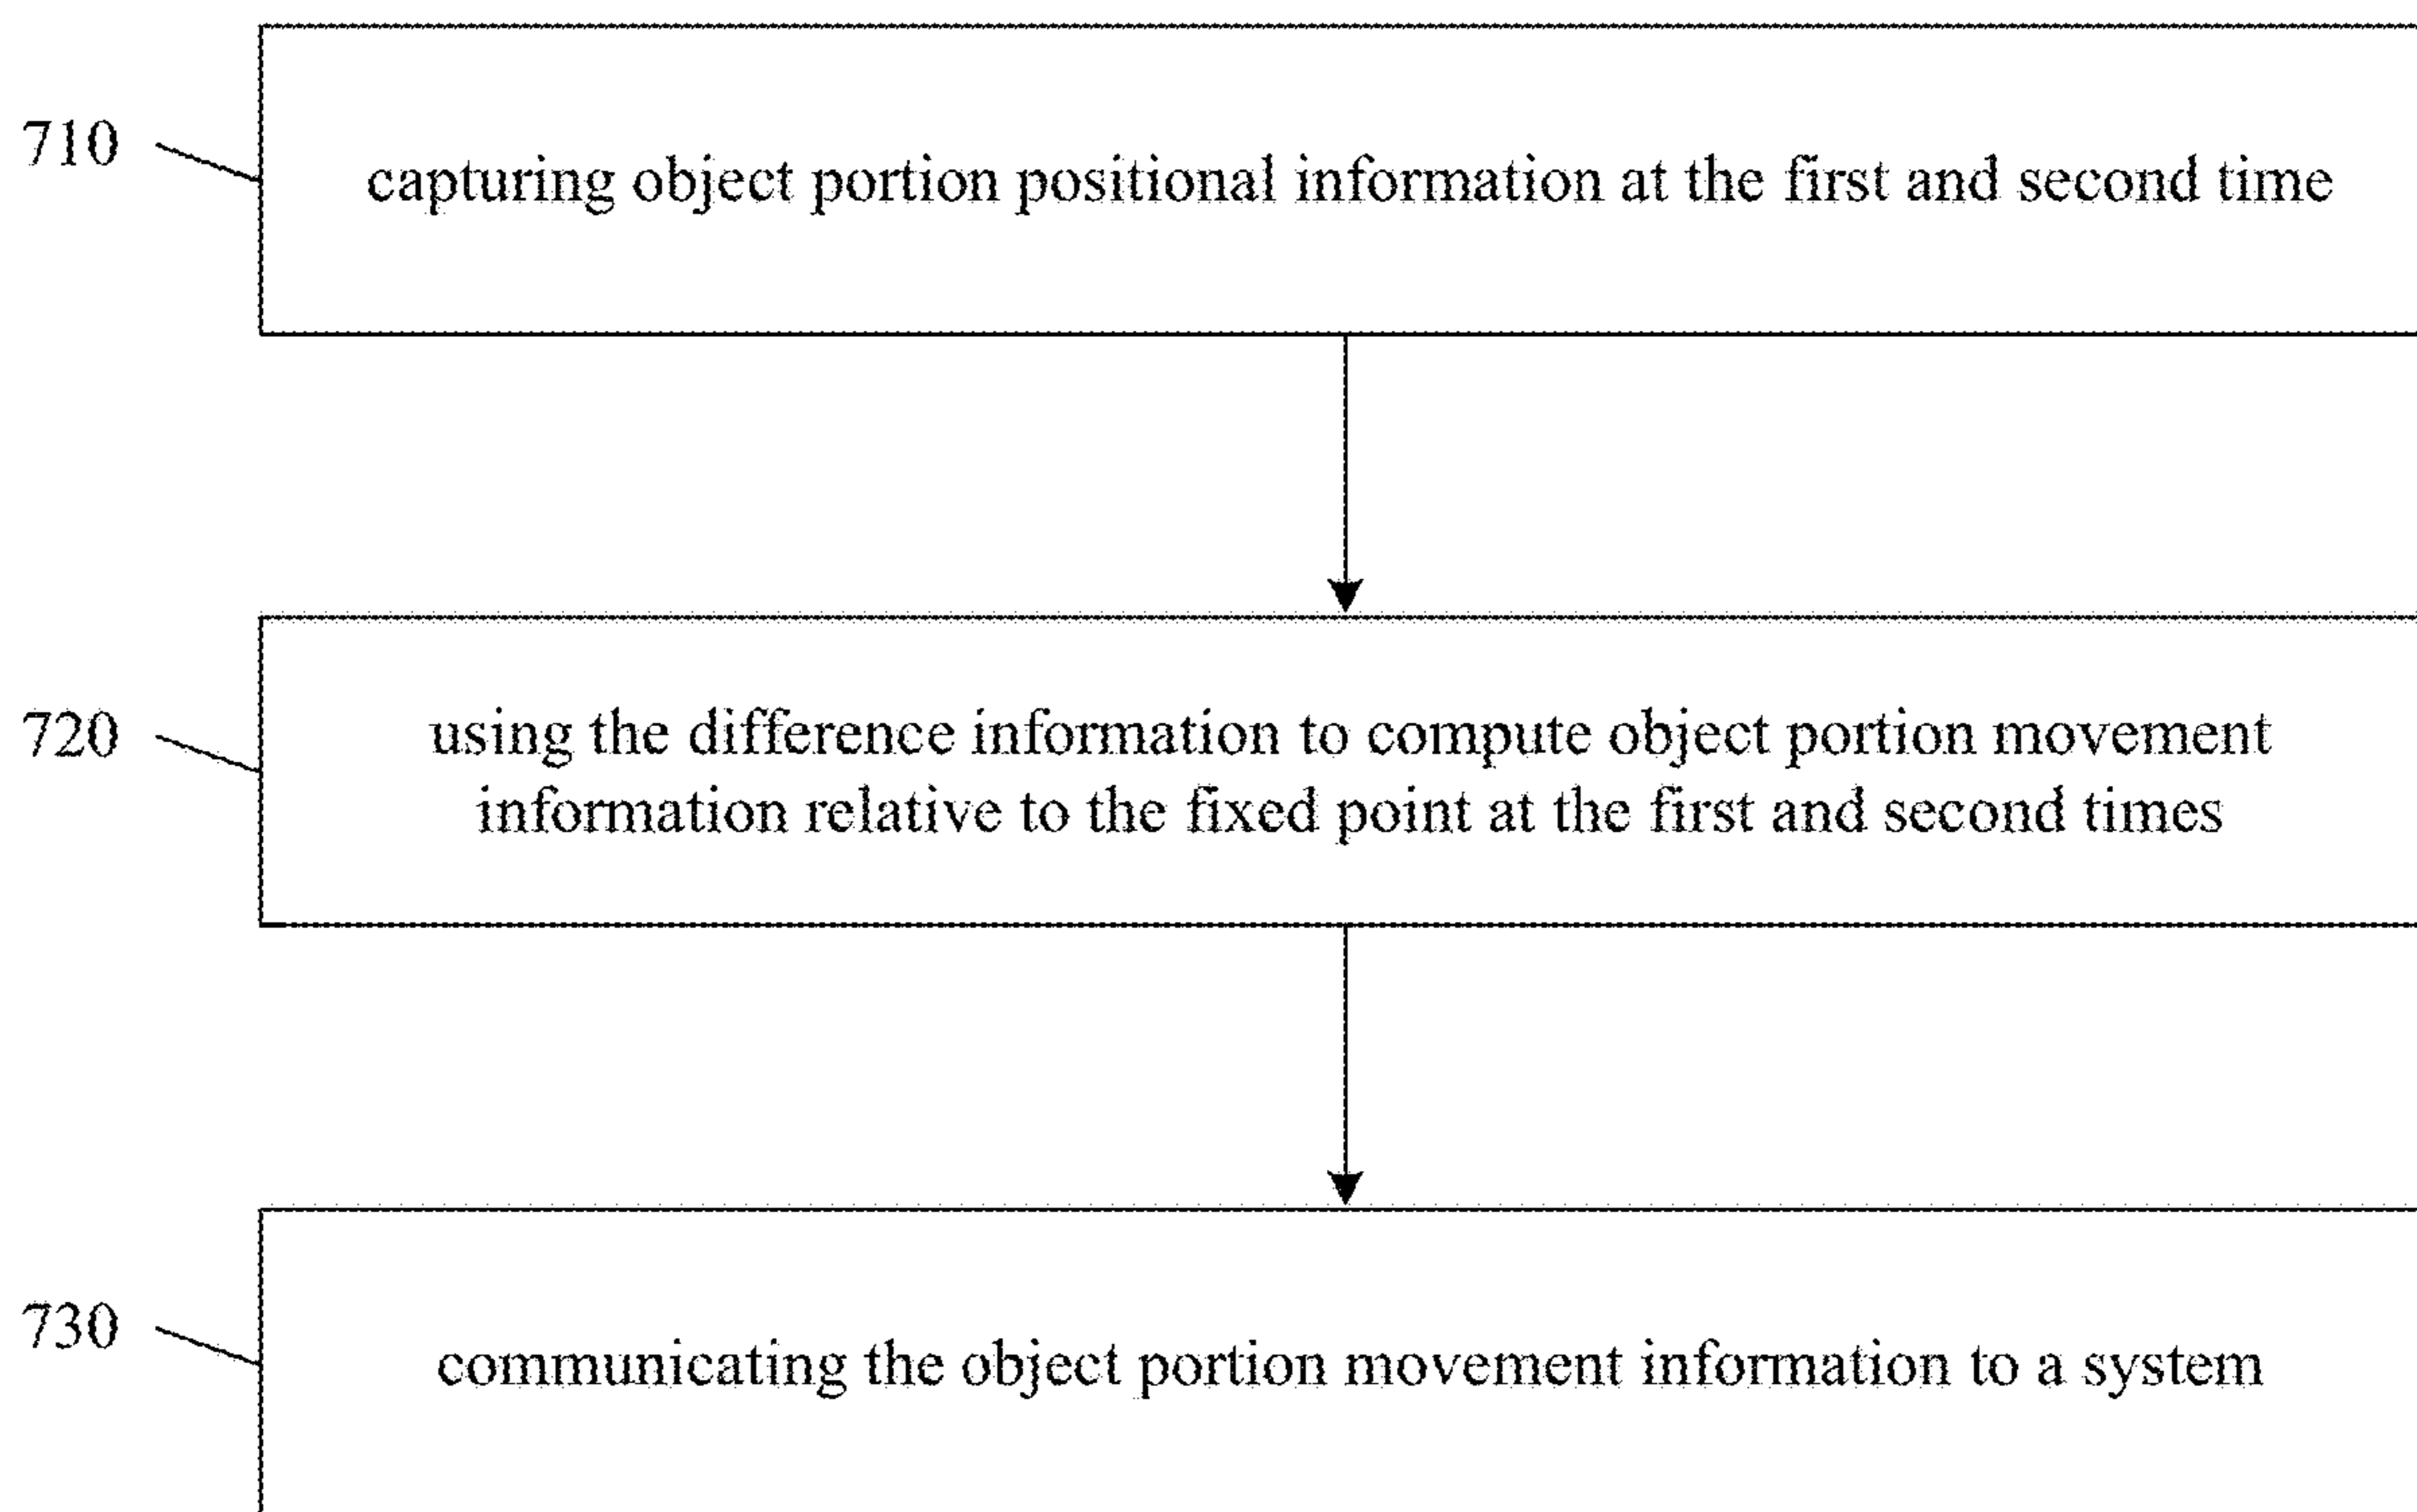 710
capturing object portion positional information at the first and second time
720
using the difference information to compute object portion movement
information relative to the fixed point at the first and second times
730
communicating the object portion movement information to a system